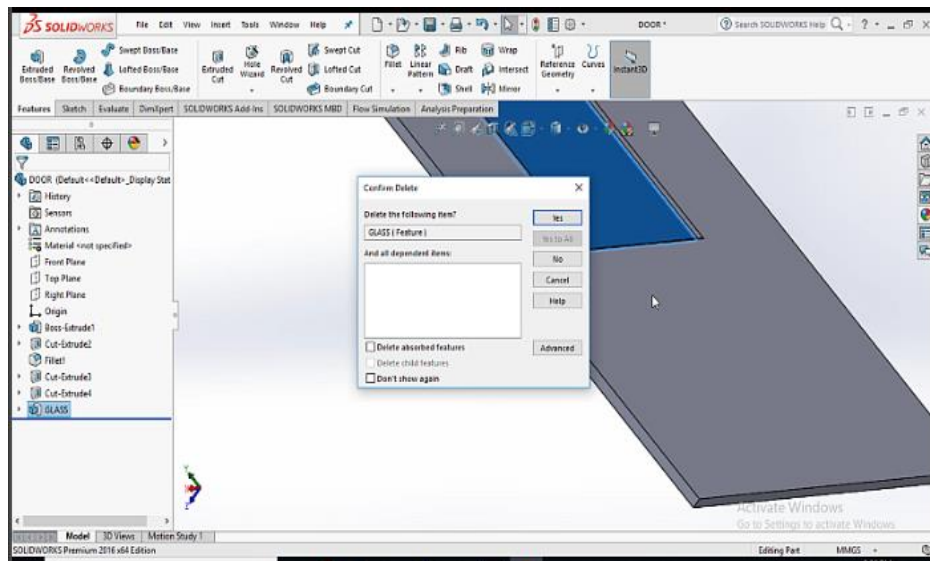 SOLIDWORKS File Edit View Insert Tools Window Help DOOR * Search SOLIDWORKS Help
Extruded Boss/Base
Revolved Boss/Base
Swept Boss/Base
Lofted Boss/Base
Boundary Boss/Base
Extruded Cut
Hole Wizard
Revolved Cut
Swept Cut
Lofted Cut
Boundary Cut
Fillet
Linear Pattern
Rib
Draft
Shell
Wrap
Intersect
Mirror
Reference Geometry
Curves
Instant3D
Features Sketch Evaluate DimXpert SOLIDWORKS Add-Ins SOLIDWORKS MBD Flow Simulation Analysis Preparation
DOOR (Default<<Default>_Display Stat
History
Sensors
Annotations
Material <not specified>
Front Plane
Top Plane
Right Plane
Origin
Boss-Extrude1
Cut-Extrude2
Fillet1
Cut-Extrude3
Cut-Extrude4
GLASS
Confirm Delete
Delete the following item?
GLASS ( Feature )
And all dependent items:
Yes
Yes to All
No
Cancel
Help
Advanced
Delete absorbed features
Delete child features
Don't show again
Activate Windows
Go to Settings to activate Windows.
Model 3D Views Motion Study 1
SOLIDWORKS Premium 2016 x64 Edition Editing Part MMGS